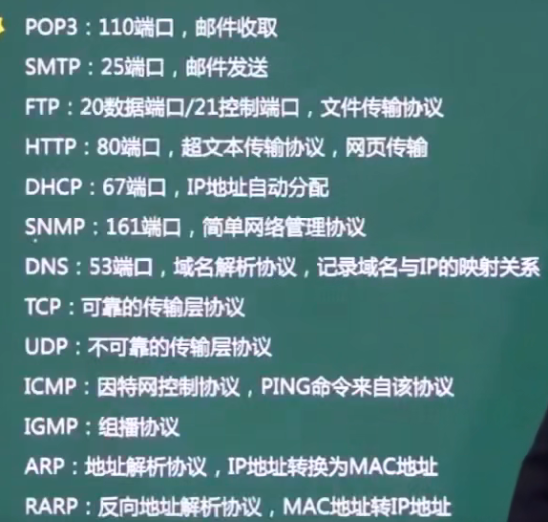 POP3：110端口，邮件收取
SMTP：25端口，邮件发送
FTP：20数据端口/21控制端口，文件传输协议
HTTP：80端口，超文本传输协议，网页传输
DHCP：67端口，IP地址自动分配
SNMP：161端口，简单网络管理协议
DNS：53端口，域名解析协议，记录域名与IP的映射关系
TCP：可靠的传输层协议
UDP：不可靠的传输层协议
ICMP：因特网控制协议，PING命令来自该协议
IGMP：组播协议
ARP：地址解析协议，IP地址转换为MAC地址
RARP：反向地址解析协议，MAC地址转IP地址